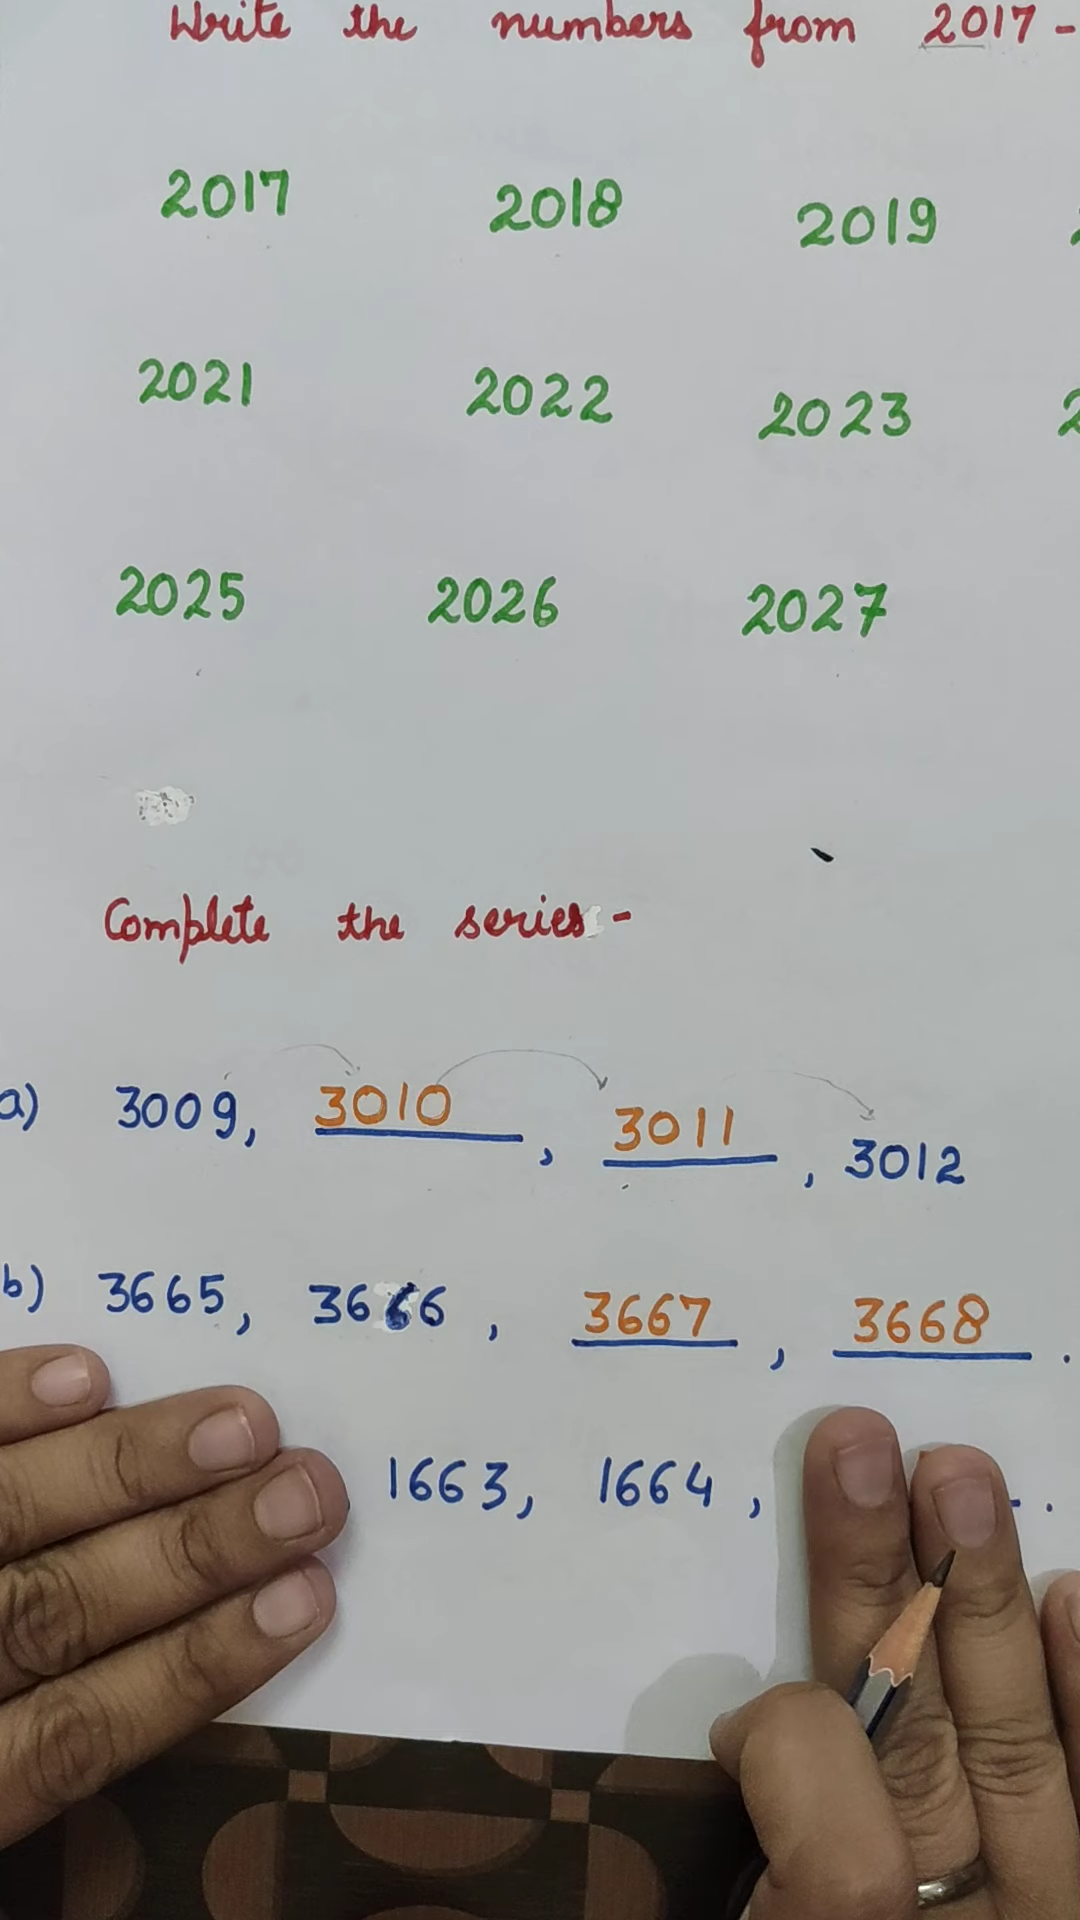 Write the numbers from 2017 -
2017 2018 2019
2021 2022 2023
2025 2026 2027
Complete the series -
a) 3009, 3010, 3011, 3012
b) 3665, 3666, 3667, 3668.
1663, 1664,